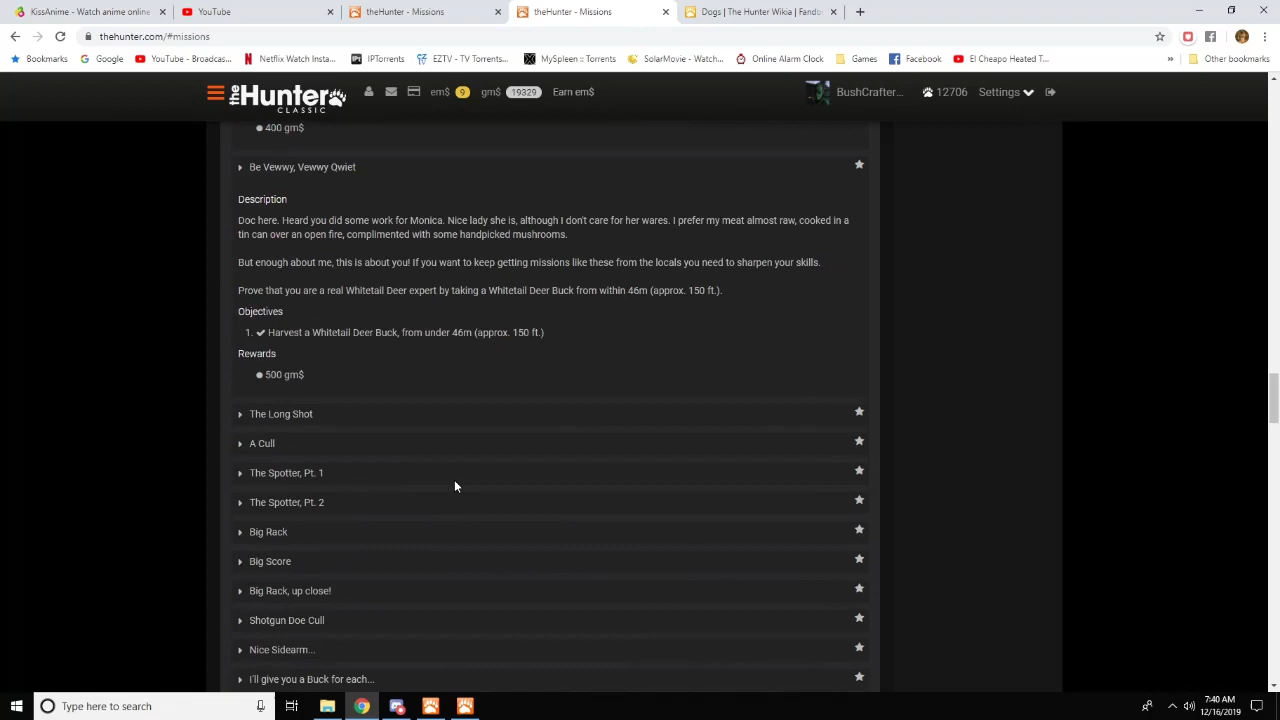 KissAnime - Watch anime online
YouTube
theHunter - Missions
theHunter - Missions
Dogs | The Hunter Wikia | Fandom
thehunter.com/#missions
Bookmarks
Google
YouTube - Broadcas...
Netflix Watch Insta...
IPTorrents
EZTV - TV Torrents...
MySpleen :: Torrents
SolarMovie - Watch...
Online Alarm Clock
Games
Facebook
El Cheapo Heated T...
»
Other bookmarks
theHunter CLASSIC
em$ 9
gm$ 19329
Earn em$
BushCrafter...
12706
Settings
400 gm$
Be Vewwy, Vewwy Qwiet
Description
Doc here. Heard you did some work for Monica. Nice lady she is, although I don't care for her wares. I prefer my meat almost raw, cooked in a
tin can over an open fire, complimented with some handpicked mushrooms.
But enough about me, this is about you! If you want to keep getting missions like these from the locals you need to sharpen your skills.
Prove that you are a real Whitetail Deer expert by taking a Whitetail Deer Buck from within 46m (approx. 150 ft.).
Objectives
1. ✔ Harvest a Whitetail Deer Buck, from under 46m (approx. 150 ft.)
Rewards
500 gm$
The Long Shot
A Cull
The Spotter, Pt. 1
The Spotter, Pt. 2
Big Rack
Big Score
Big Rack, up close!
Shotgun Doe Cull
Nice Sidearm...
I'll give you a Buck for each...
Type here to search
7:40 AM
12/16/2019